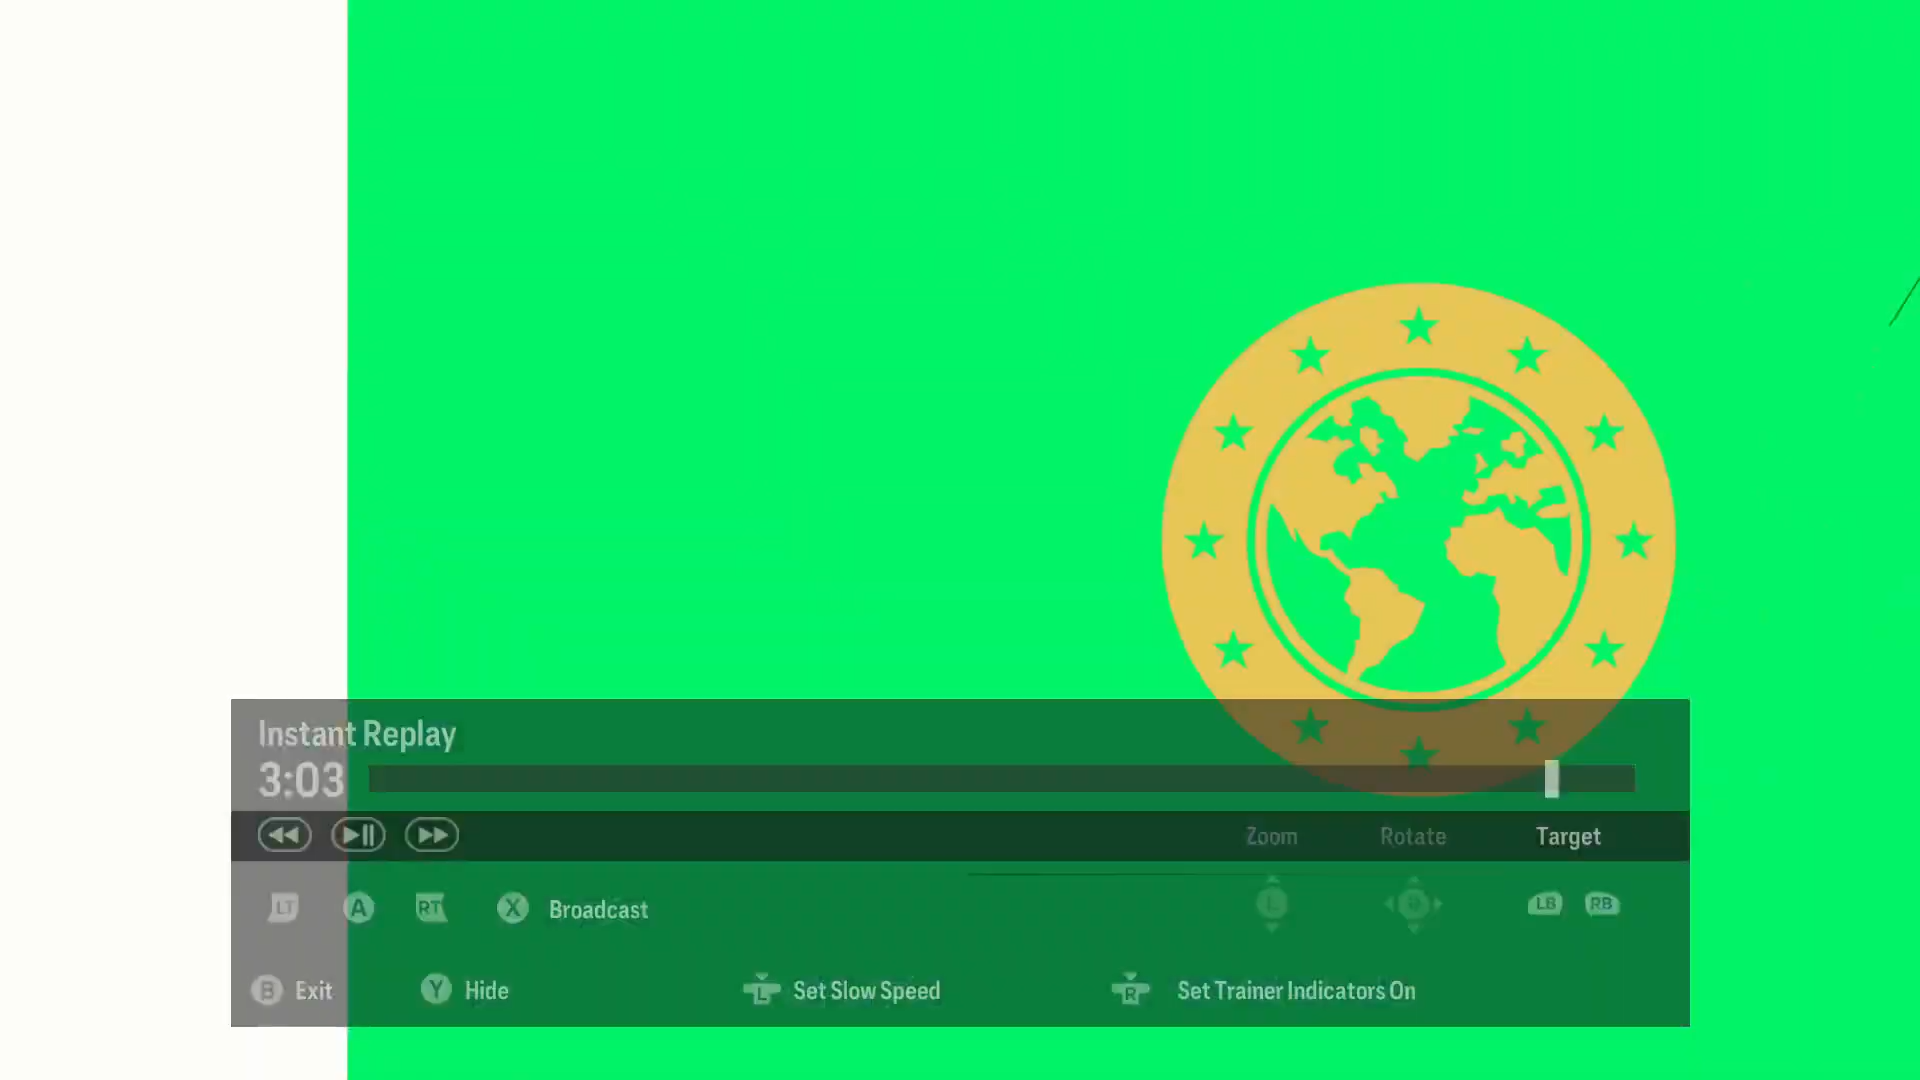 Instant Replay
3:03
Zoom Rotate Target
LT A RT X Broadcast L R LB RB
B Exit Y Hide L Set Slow Speed R Set Trainer Indicators On